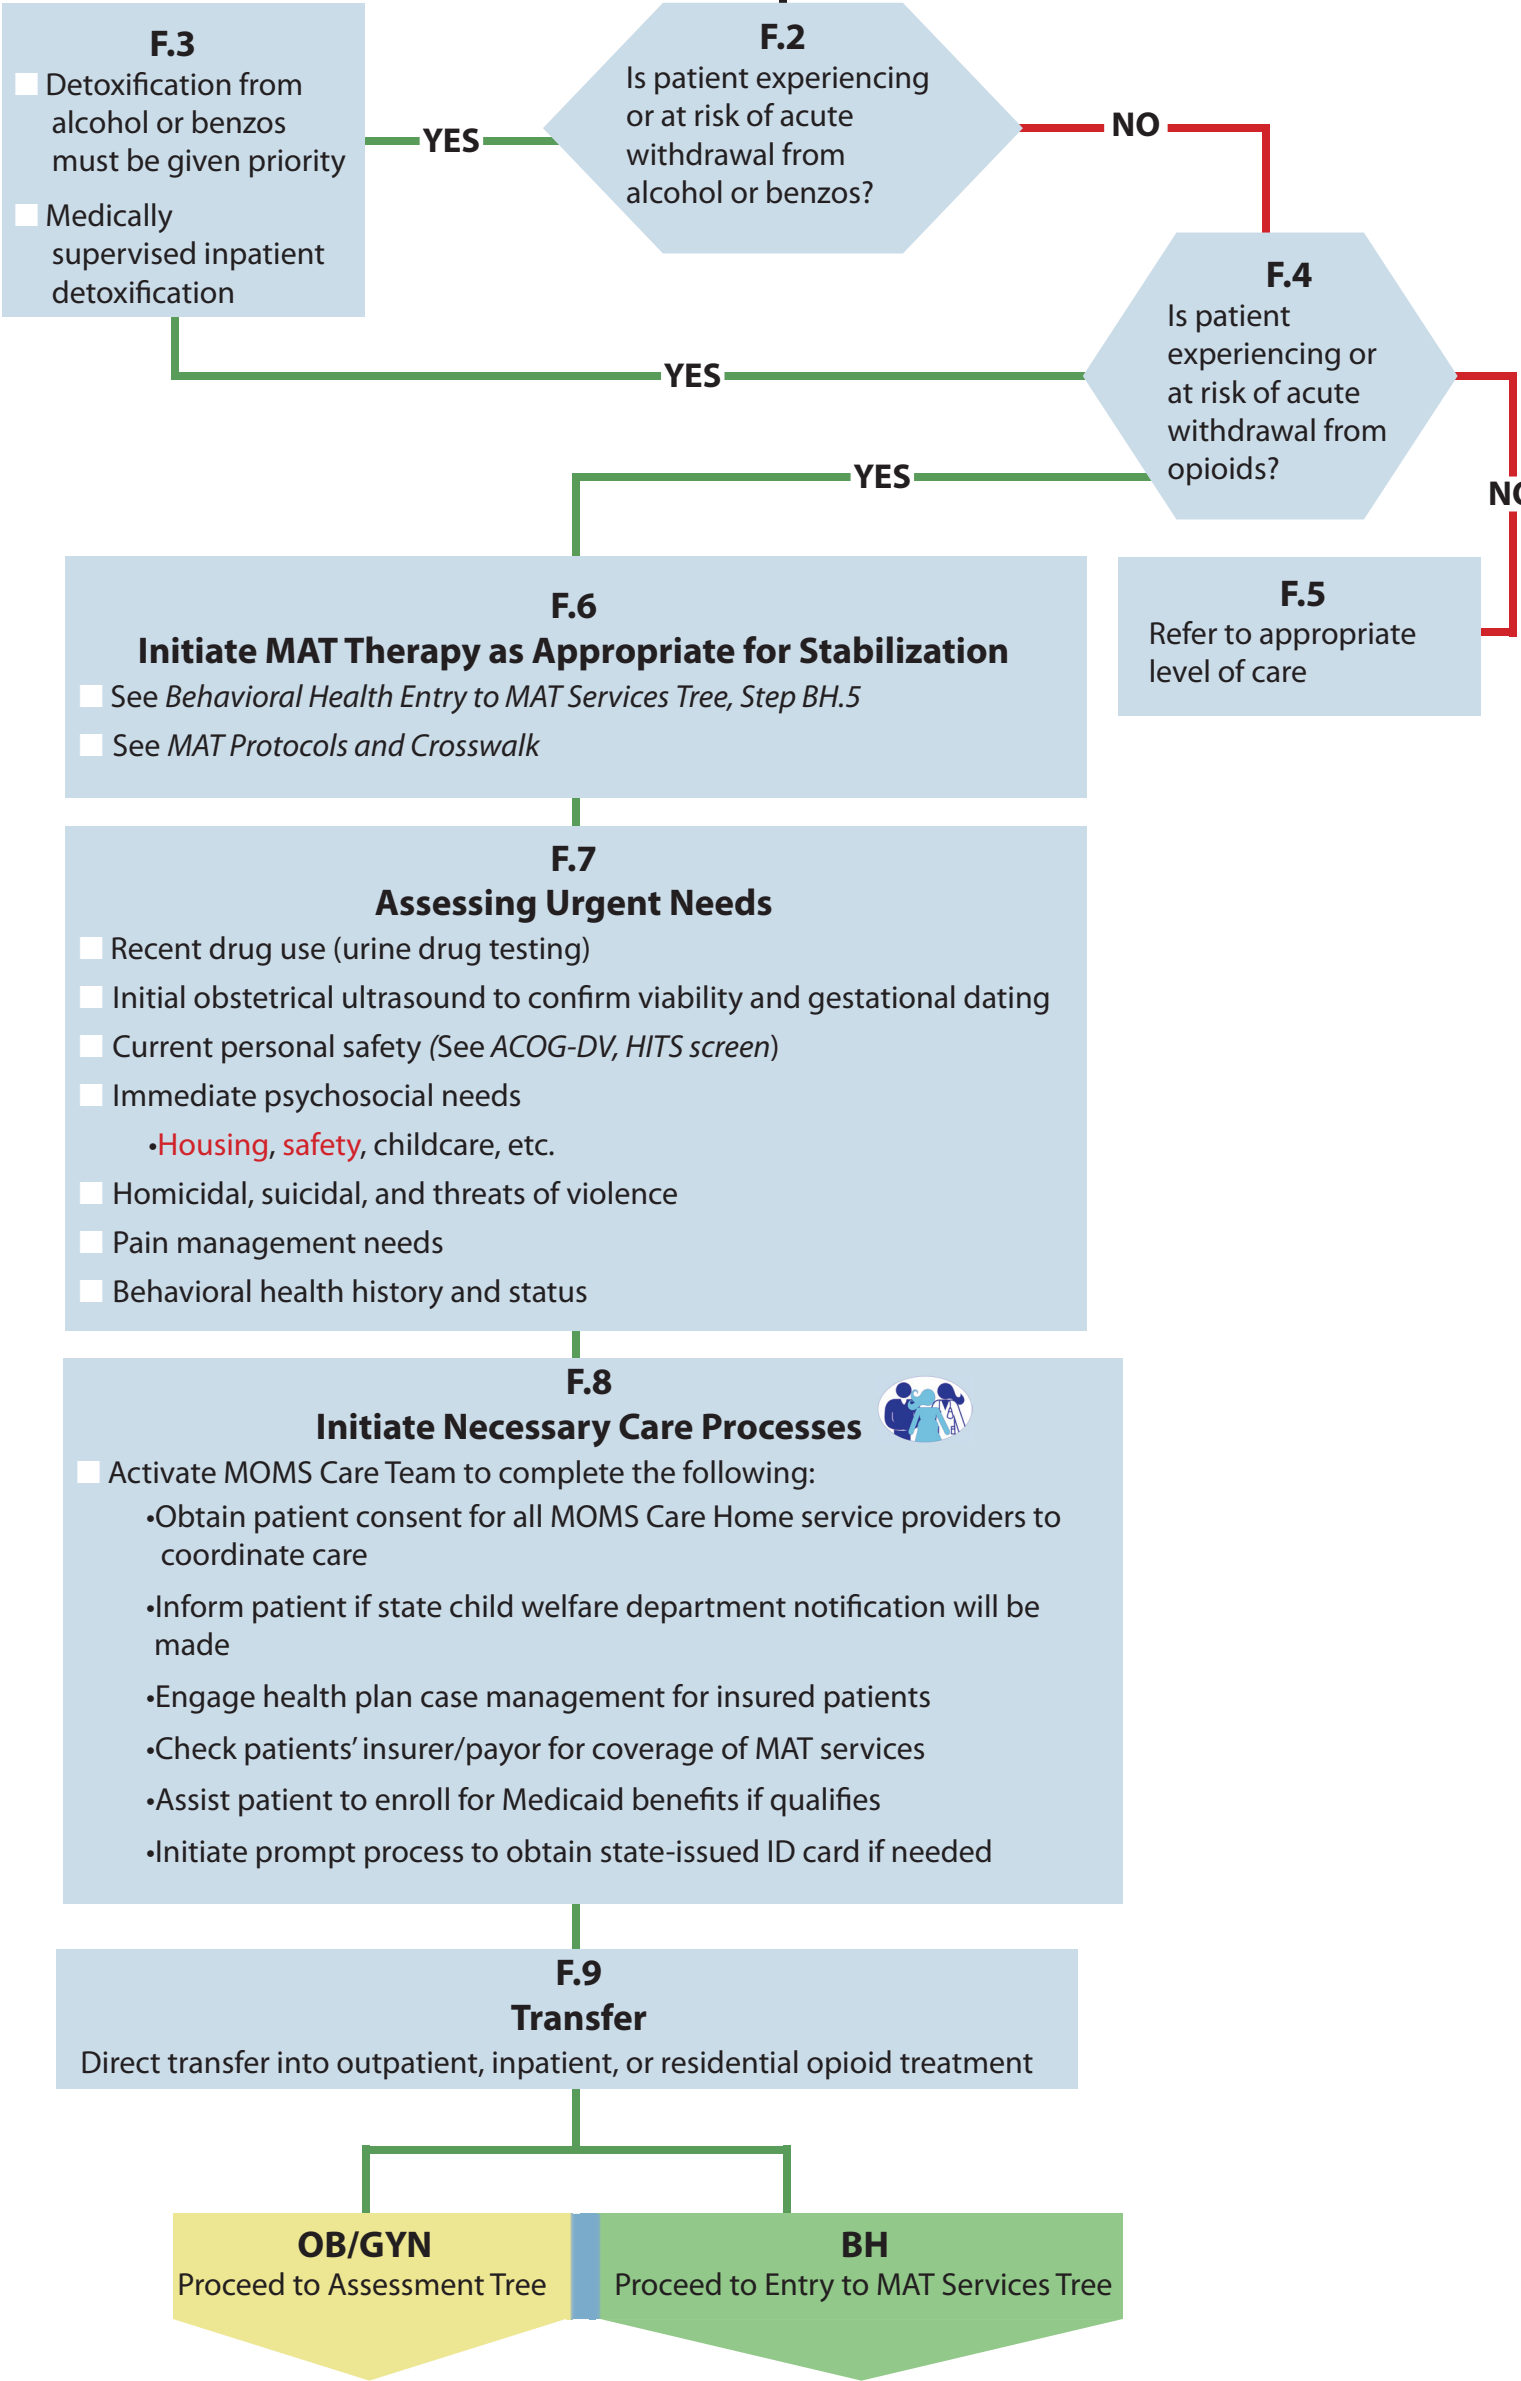 F.3
Detoxification from
alcohol or benzos
must be given priority
Medically
supervised inpatient
detoxification
YES
F.2
Is patient experiencing
or at risk of acute
withdrawal from
alcohol or benzos?
NO
F.4
Is patient
experiencing or
at risk of acute
withdrawal from
opioids?
YES
YES
F.5
Refer to appropriate
level of care
F.6
Initiate MAT Therapy as Appropriate for Stabilization
See Behavioral Health Entry to MAT Services Tree, Step BH.5
See MAT Protocols and Crosswalk
F.7
Assessing Urgent Needs
Recent drug use (urine drug testing)
Initial obstetrical ultrasound to confirm viability and gestational dating
Current personal safety (See ACOG-DV, HITS screen)
Immediate psychosocial needs
•Housing, safety, childcare, etc.
Homicidal, suicidal, and threats of violence
Pain management needs
Behavioral health history and status
F.8
Initiate Necessary Care Processes
Activate MOMS Care Team to complete the following:
•Obtain patient consent for all MOMS Care Home service providers to
coordinate care
•Inform patient if state child welfare department notification will be
made
•Engage health plan case management for insured patients
•Check patients' insurer/payor for coverage of MAT services
•Assist patient to enroll for Medicaid benefits if qualifies
•Initiate prompt process to obtain state-issued ID card if needed
F.9
Transfer
Direct transfer into outpatient, inpatient, or residential opioid treatment
OB/GYN
Proceed to Assessment Tree
BH
Proceed to Entry to MAT Services Tree